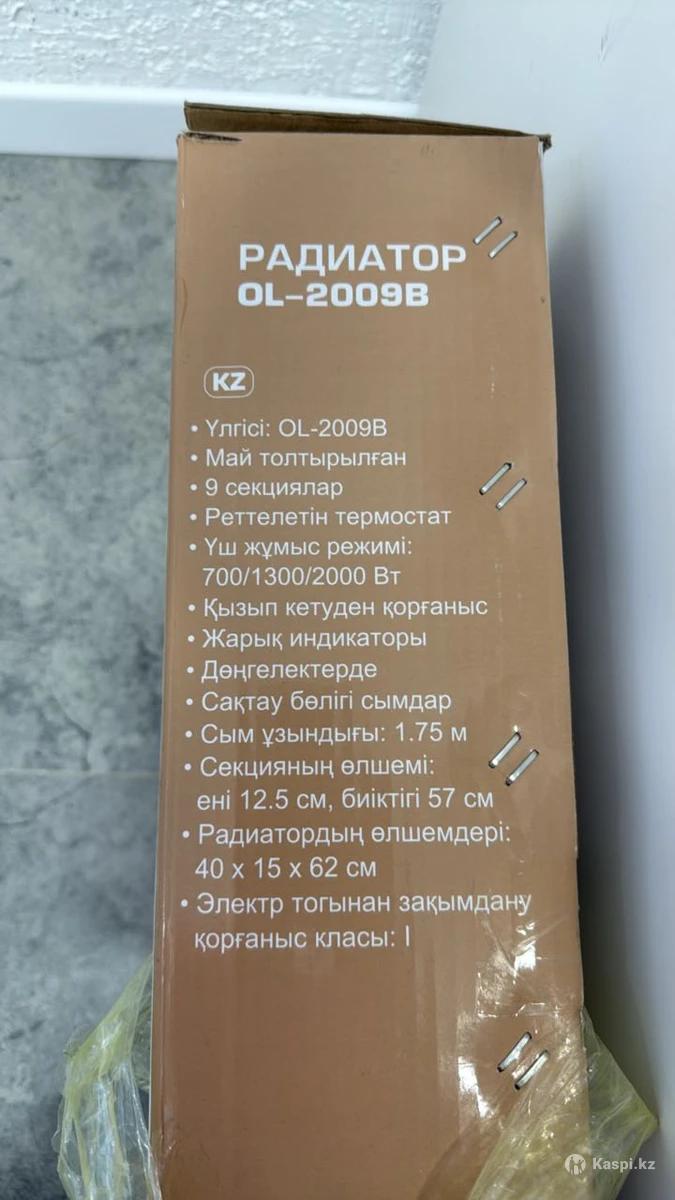 РАДИАТОР
OL-2009B
KZ
• Үлгісі: OL-2009B
• Май толтырылған
• 9 секциялар
• Реттелетін термостат
• Үш жұмыс режимі:
700/1300/2000 Вт
• Қызып кетуден қорғаныс
• Жарық индикаторы
• Дөңгелектерде
• Сақтау бөлігі сымдар
• Сым ұзындығы: 1.75 м
• Секцияның өлшемі:
ені 12.5 см, биіктігі 57 см
• Радиатордың өлшемдері:
40 x 15 x 62 см
• Электр тогынан зақымдану
қорғаныс класы: I
Kaspi.kz